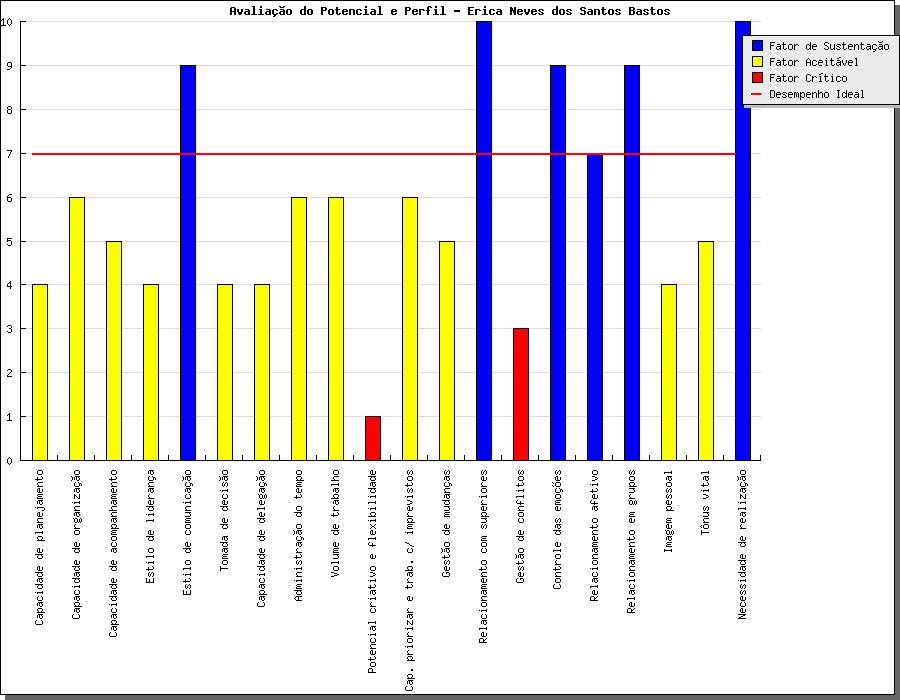 Avaliação do Potencial e Perfil - Erica Neves dos Santos Bastos
10
9
8
7
6
5
4
3
2
1
0
Fator de Sustentação
Fator Aceitável
Fator Crítico
Desempenho Ideal
Capacidade de planejamento
Capacidade de organização
Capacidade de acompanhamento
Estilo de liderança
Estilo de comunicação
Tomada de decisão
Capacidade de delegação
Administração do tempo
Volume de trabalho
Potencial criativo e flexibilidade
Cap. priorizar e trab. c/ imprevistos
Gestão de mudanças
Relacionamento com superiores
Gestão de conflitos
Controle das emoções
Relacionamento afetivo
Relacionamento em grupos
Imagem pessoal
Tônus vital
Necessidade de realização